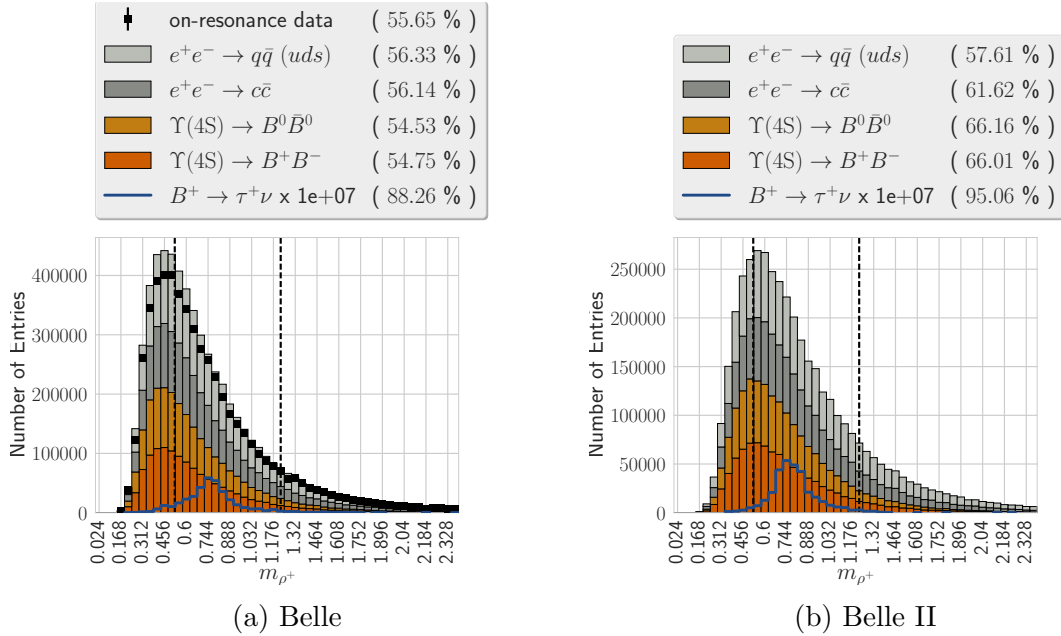 on-resonance data ( 55.65 % )
e⁺e⁻ → qq̄ (uds) ( 56.33 % )
e⁺e⁻ → cc̄ ( 56.14 % )
Υ(4S) → B⁰B̄⁰ ( 54.53 % )
Υ(4S) → B⁺B⁻ ( 54.75 % )
B⁺ → τ⁺ν x 1e+07 ( 88.26 % )
Number of Entries
400000
300000
200000
100000
0
0.024 0.168 0.312 0.456 0.6 0.744 0.888 1.032 1.176 1.32 1.464 1.608 1.752 1.896 2.04 2.184 2.328
m_ρ⁺
(a) Belle
e⁺e⁻ → qq̄ (uds) ( 57.61 % )
e⁺e⁻ → cc̄ ( 61.62 % )
Υ(4S) → B⁰B̄⁰ ( 66.16 % )
Υ(4S) → B⁺B⁻ ( 66.01 % )
B⁺ → τ⁺ν x 1e+07 ( 95.06 % )
Number of Entries
250000
200000
150000
100000
50000
0
0.024 0.168 0.312 0.456 0.6 0.744 0.888 1.032 1.176 1.32 1.464 1.608 1.752 1.896 2.04 2.184 2.328
m_ρ⁺
(b) Belle II